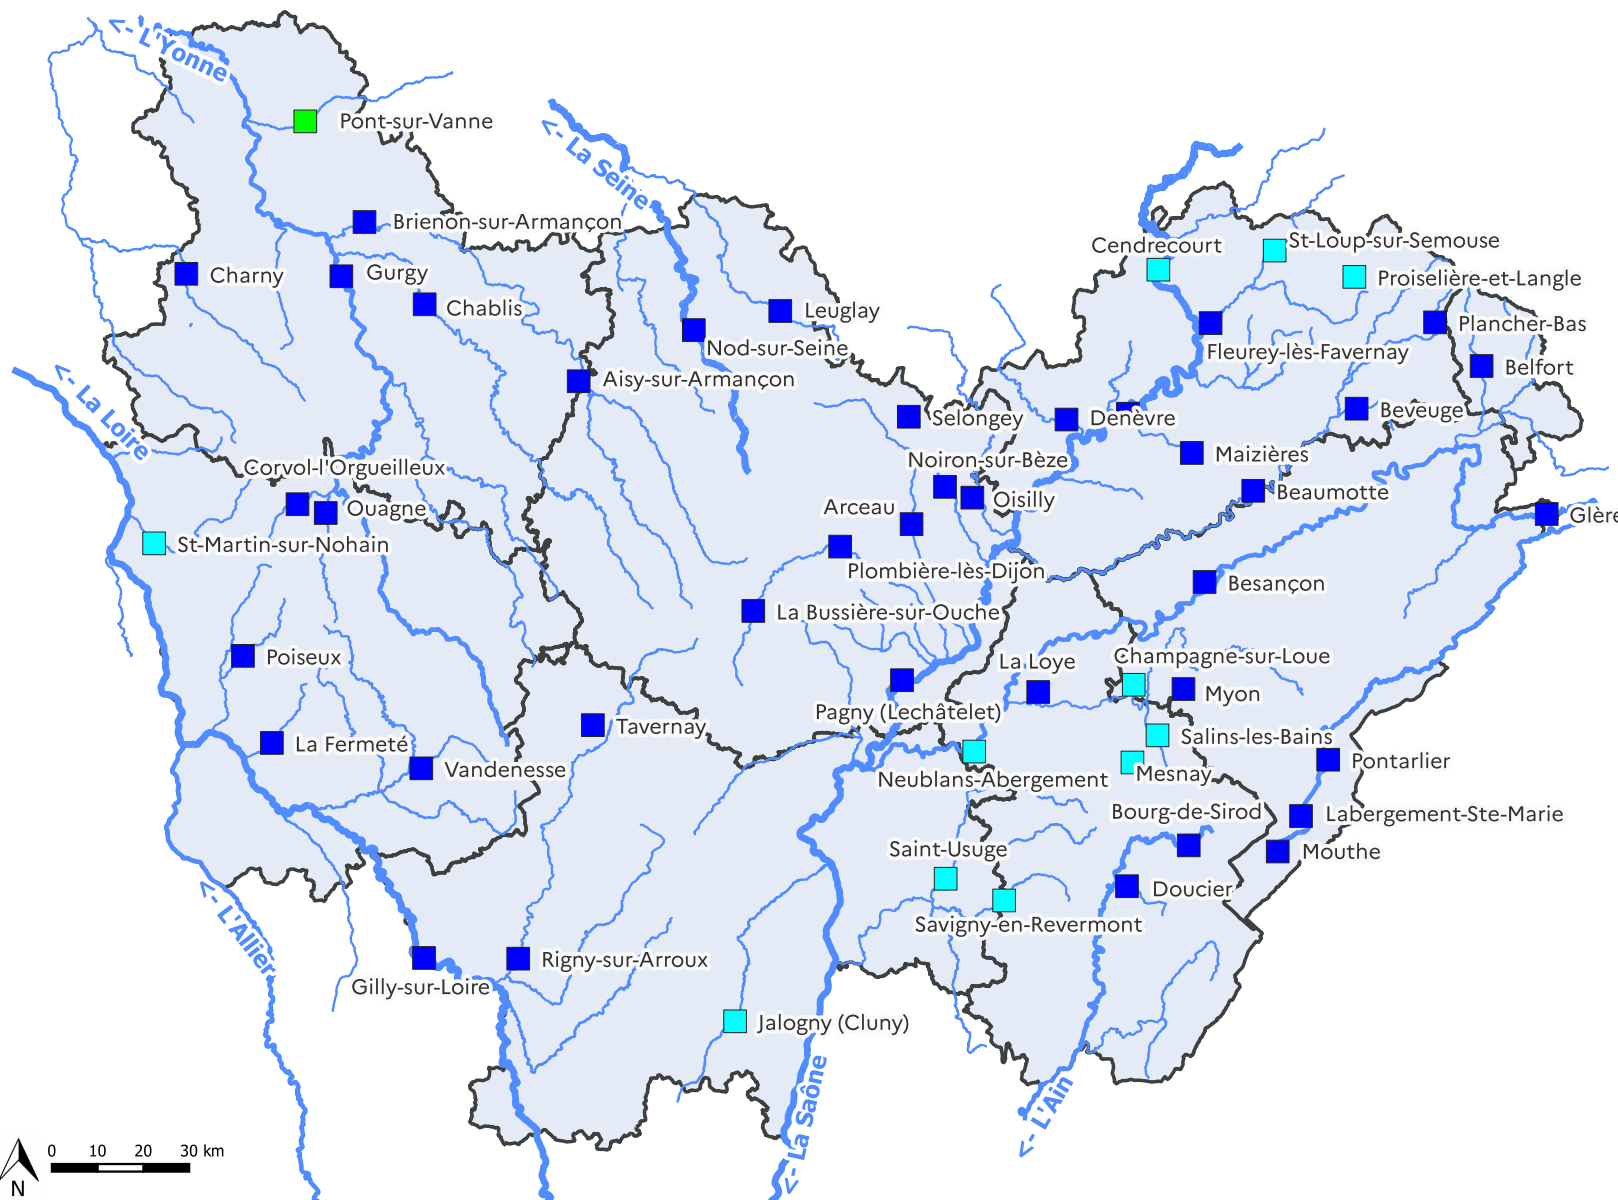 <- L'Yonne
Pont-sur-Vanne
<- La Seine
Brienon-sur-Armançon
Cendrecourt
St-Loup-sur-Semouse
Charny
Gurgy
Proiselière-et-Langle
Chablis
Leuglay
Plancher-Bas
Nod-sur-Seine
Fleurey-lès-Favernay
Belfort
Aisy-sur-Armançon
<- La Loire
Selongey
Denèvre
Beveuge
Corvol-l'Orgueilleux
Noiron-sur-Bèze
Maizières
Beaumotte
Ouagne
Arceau
Oisilly
Glère
St-Martin-sur-Nohain
Plombière-lès-Dijon
Besançon
La Bussière-sur-Ouche
Poiseux
La Loye
Champagne-sur-Loue
Myon
Pagny (Lechâtelet)
Tavernay
La Fermeté
Salins-les-Bains
Vandenesse
Neublans-Abergement
Mesnay
Pontarlier
Bourg-de-Sirod
Labergement-Ste-Marie
Saint-Usuge
Mouthe
Doucier
<- L'Allier
Savigny-en-Revermont
Rigny-sur-Arroux
Gilly-sur-Loire
Jalogny (Cluny)
<- La Saône
<- L'Ain
0 10 20 30 km
N